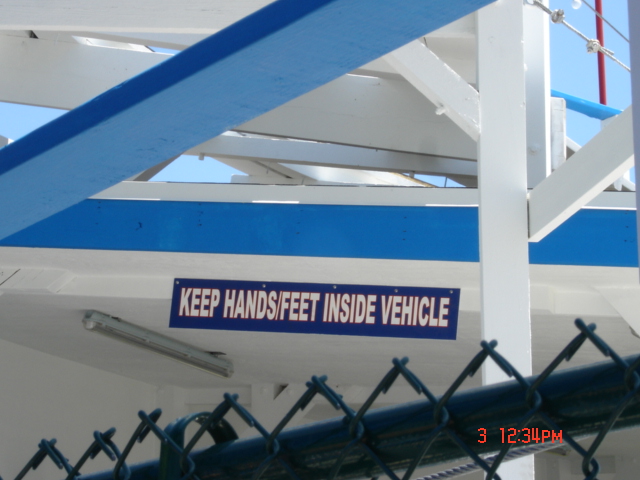 KEEP HANDS/FEET INSIDE VEHICLE
3 12:34PM